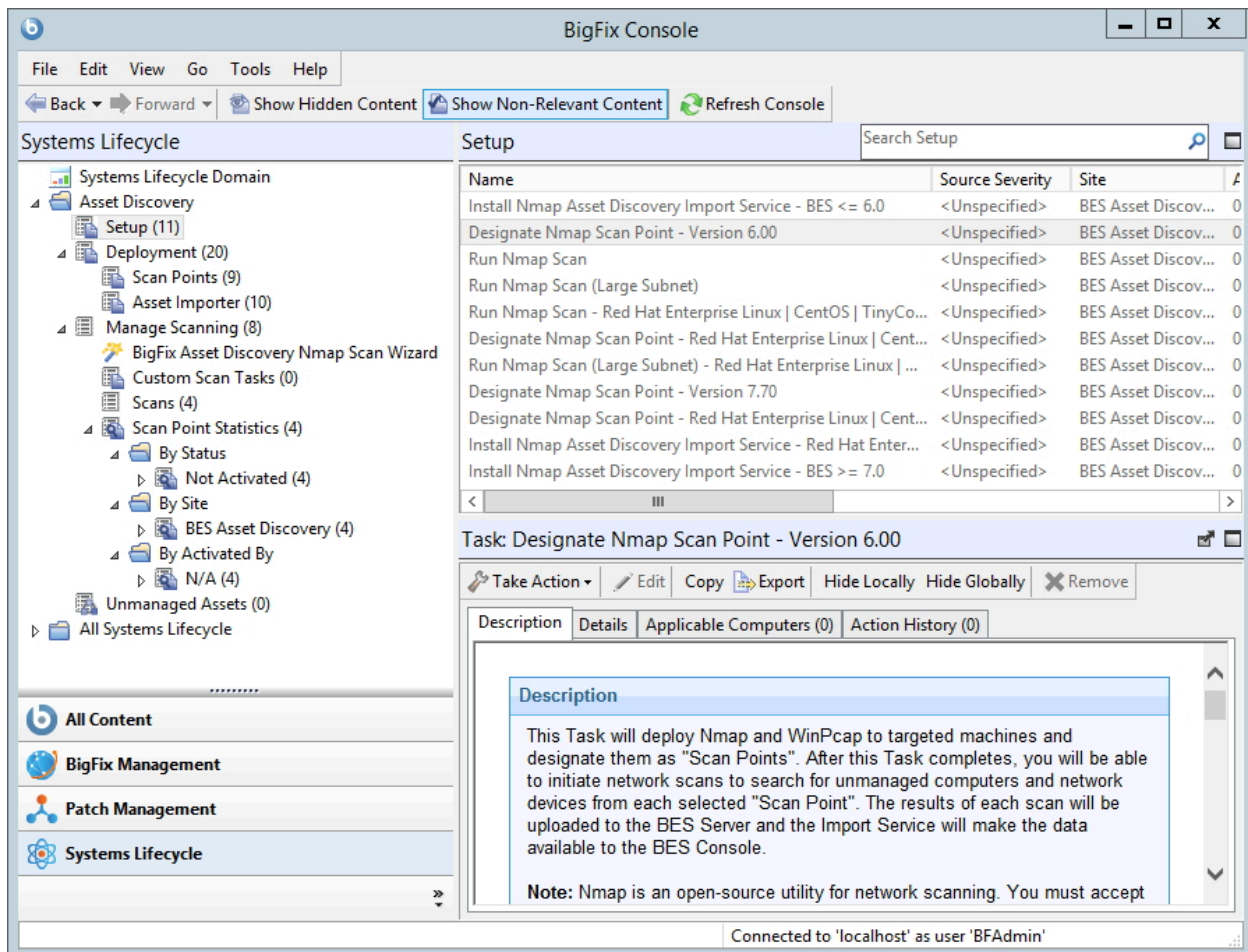 BigFix Console
File Edit View Go Tools Help
Back Forward Show Hidden Content Show Non-Relevant Content Refresh Console
Systems Lifecycle
Systems Lifecycle Domain
Asset Discovery
Setup (11)
Deployment (20)
Scan Points (9)
Asset Importer (10)
Manage Scanning (8)
BigFix Asset Discovery Nmap Scan Wizard
Custom Scan Tasks (0)
Scans (4)
Scan Point Statistics (4)
By Status
Not Activated (4)
By Site
BES Asset Discovery (4)
By Activated By
N/A (4)
Unmanaged Assets (0)
All Systems Lifecycle
All Content
BigFix Management
Patch Management
Systems Lifecycle
Setup Search Setup
Name Source Severity Site A
Install Nmap Asset Discovery Import Service - BES <= 6.0 <Unspecified> BES Asset Discov... 0
Designate Nmap Scan Point - Version 6.00 <Unspecified> BES Asset Discov... 0
Run Nmap Scan <Unspecified> BES Asset Discov... 0
Run Nmap Scan (Large Subnet) <Unspecified> BES Asset Discov... 0
Run Nmap Scan - Red Hat Enterprise Linux | CentOS | TinyCo... <Unspecified> BES Asset Discov... 0
Designate Nmap Scan Point - Red Hat Enterprise Linux | Cent... <Unspecified> BES Asset Discov... 0
Run Nmap Scan (Large Subnet) - Red Hat Enterprise Linux | ... <Unspecified> BES Asset Discov... 0
Designate Nmap Scan Point - Version 7.70 <Unspecified> BES Asset Discov... 0
Designate Nmap Scan Point - Red Hat Enterprise Linux | Cent... <Unspecified> BES Asset Discov... 0
Install Nmap Asset Discovery Import Service - Red Hat Enter... <Unspecified> BES Asset Discov... 0
Install Nmap Asset Discovery Import Service - BES >= 7.0 <Unspecified> BES Asset Discov... 0
Task: Designate Nmap Scan Point - Version 6.00
Take Action Edit Copy Export Hide Locally Hide Globally Remove
Description Details Applicable Computers (0) Action History (0)
Description
This Task will deploy Nmap and WinPcap to targeted machines and
designate them as "Scan Points". After this Task completes, you will be able
to initiate network scans to search for unmanaged computers and network
devices from each selected "Scan Point". The results of each scan will be
uploaded to the BES Server and the Import Service will make the data
available to the BES Console.
Note: Nmap is an open-source utility for network scanning. You must accept
Connected to 'localhost' as user 'BFAdmin'